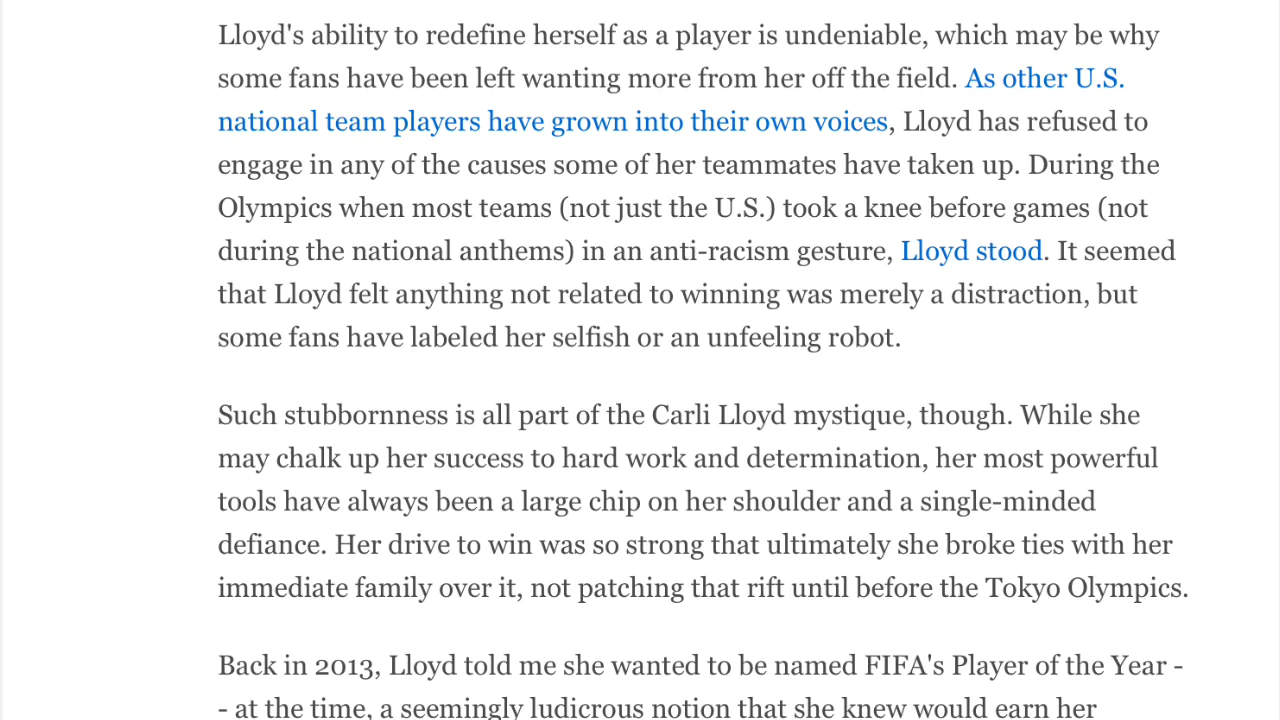 Lloyd's ability to redefine herself as a player is undeniable, which may be why
some fans have been left wanting more from her off the field. As other U.S.
national team players have grown into their own voices, Lloyd has refused to
engage in any of the causes some of her teammates have taken up. During the
Olympics when most teams (not just the U.S.) took a knee before games (not
during the national anthems) in an anti-racism gesture, Lloyd stood. It seemed
that Lloyd felt anything not related to winning was merely a distraction, but
some fans have labeled her selfish or an unfeeling robot.
Such stubbornness is all part of the Carli Lloyd mystique, though. While she
may chalk up her success to hard work and determination, her most powerful
tools have always been a large chip on her shoulder and a single-minded
defiance. Her drive to win was so strong that ultimately she broke ties with her
immediate family over it, not patching that rift until before the Tokyo Olympics.
Back in 2013, Lloyd told me she wanted to be named FIFA's Player of the Year -
- at the time, a seemingly ludicrous notion that she knew would earn her